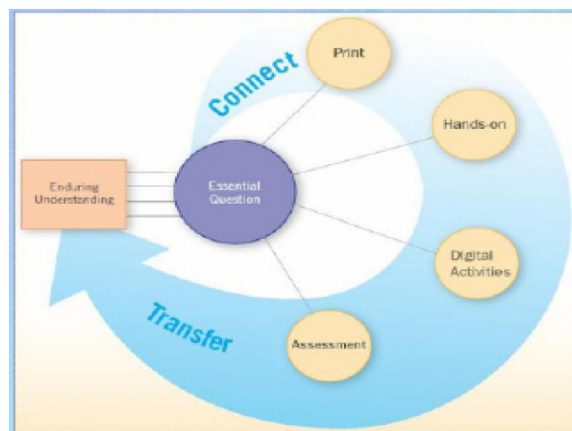 Print
Connect
Hands-on
Enduring
Understanding
Essential
Question
Digital
Activities
Transfer
Assessment